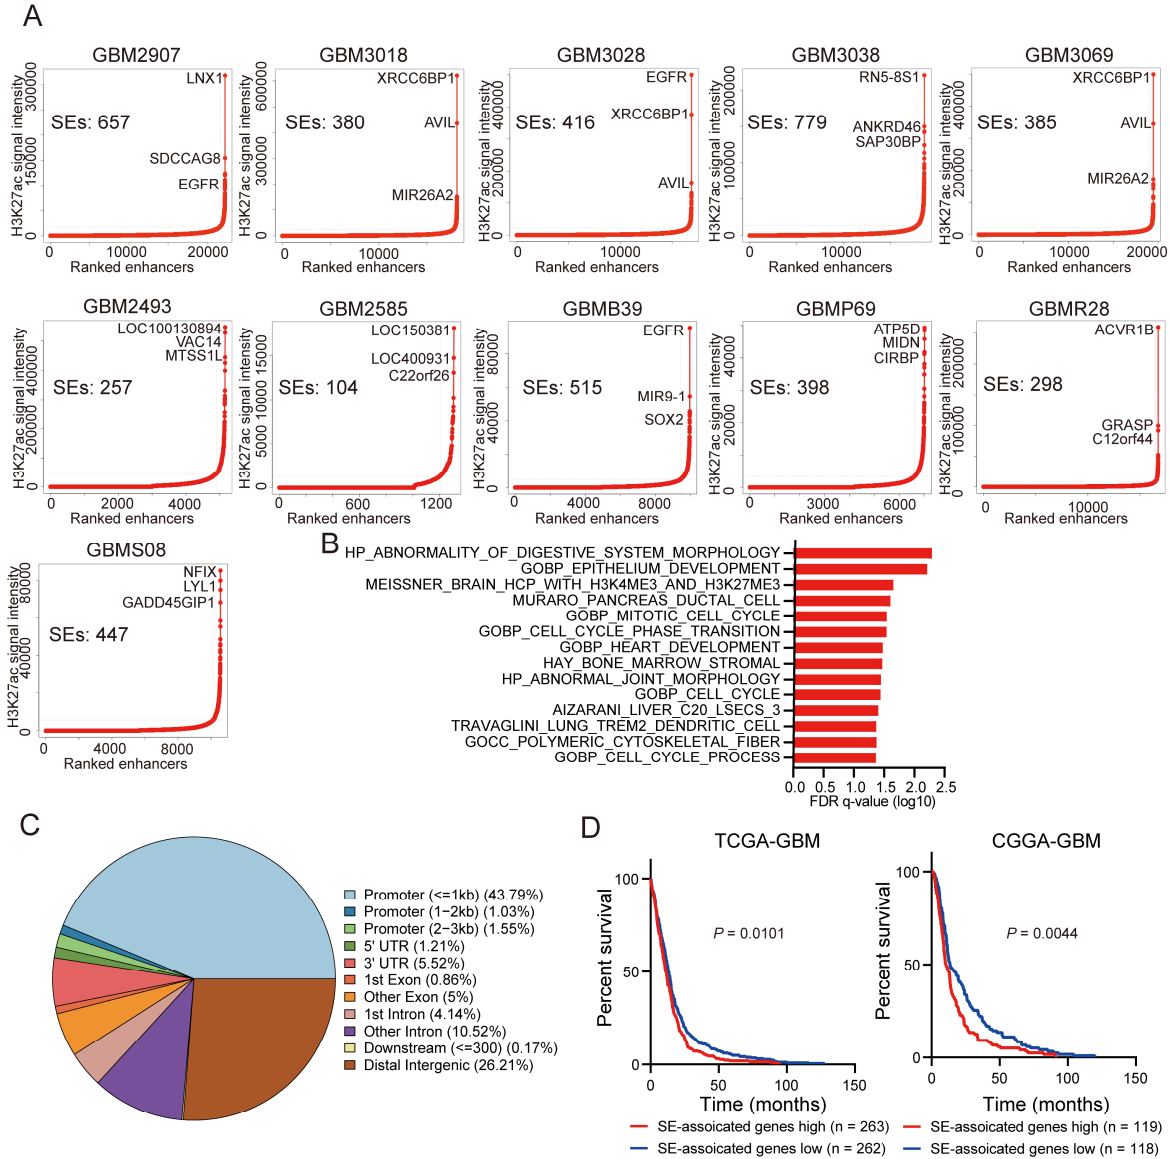 A
GBM2907
H3K27ac signal intensity
0 150000 300000
SEs: 657
LNX1
SDCCAG8
EGFR
0 10000 20000
Ranked enhancers
GBM3018
H3K27ac signal intensity
0 300000 600000
SEs: 380
XRCC6BP1
AVIL
MIR26A2
0 10000
Ranked enhancers
GBM3028
H3K27ac signal intensity
0 200000 400000
SEs: 416
EGFR
XRCC6BP1
AVIL
0 10000
Ranked enhancers
GBM3038
H3K27ac signal intensity
0 100000 200000
SEs: 779
RN5-8S1
ANKRD46
SAP30BP
0 10000
Ranked enhancers
GBM3069
H3K27ac signal intensity
0 200000 400000
SEs: 385
XRCC6BP1
AVIL
MIR26A2
0 10000 20000
Ranked enhancers
GBM2493
H3K27ac signal intensity
0 200000 400000
SEs: 257
LOC100130894
VAC14
MTSS1L
0 2000 4000
Ranked enhancers
GBM2585
H3K27ac signal intensity
0 5000 10000 15000
SEs: 104
LOC150381
LOC400931
C22orf26
0 600 1200
Ranked enhancers
GBMB39
H3K27ac signal intensity
0 40000 80000
SEs: 515
EGFR
MIR9-1
SOX2
0 4000 8000
Ranked enhancers
GBMP69
H3K27ac signal intensity
0 20000 40000
SEs: 398
ATP5D
MIDN
CIRBP
0 3000 6000
Ranked enhancers
GBMR28
H3K27ac signal intensity
0 100000 200000
SEs: 298
ACVR1B
GRASP
C12orf44
0 10000
Ranked enhancers
GBMS08
H3K27ac signal intensity
0 40000 80000
SEs: 447
NFIX
LYL1
GADD45GIP1
0 4000 8000
Ranked enhancers
B
HP_ABNORMALITY_OF_DIGESTIVE_SYSTEM_MORPHOLOGY
GOBP_EPITHELIUM_DEVELOPMENT
MEISSNER_BRAIN_HCP_WITH_H3K4ME3_AND_H3K27ME3
MURARO_PANCREAS_DUCTAL_CELL
GOBP_MITOTIC_CELL_CYCLE
GOBP_CELL_CYCLE_PHASE_TRANSITION
GOBP_HEART_DEVELOPMENT
HAY_BONE_MARROW_STROMAL
HP_ABNORMAL_JOINT_MORPHOLOGY
GOBP_CELL_CYCLE
AIZARANI_LIVER_C20_LSECS_3
TRAVAGLINI_LUNG_TREM2_DENDRITIC_CELL
GOCC_POLYMERIC_CYTOSKELETAL_FIBER
GOBP_CELL_CYCLE_PROCESS
0.0 0.5 1.0 1.5 2.0 2.5
FDR q-value (log10)
C
Promoter (<=1kb) (43.79%)
Promoter (1−2kb) (1.03%)
Promoter (2−3kb) (1.55%)
5' UTR (1.21%)
3' UTR (5.52%)
1st Exon (0.86%)
Other Exon (5%)
1st Intron (4.14%)
Other Intron (10.52%)
Downstream (<=300) (0.17%)
Distal Intergenic (26.21%)
D
TCGA-GBM
Percent survival
100
50
0
P = 0.0101
0 50 100 150
Time (months)
SE-assoicated genes high (n = 263)
SE-assoicated genes low (n = 262)
CGGA-GBM
Percent survival
100
50
0
P = 0.0044
0 50 100 150
Time (months)
SE-assoicated genes high (n = 119)
SE-assoicated genes low (n = 118)